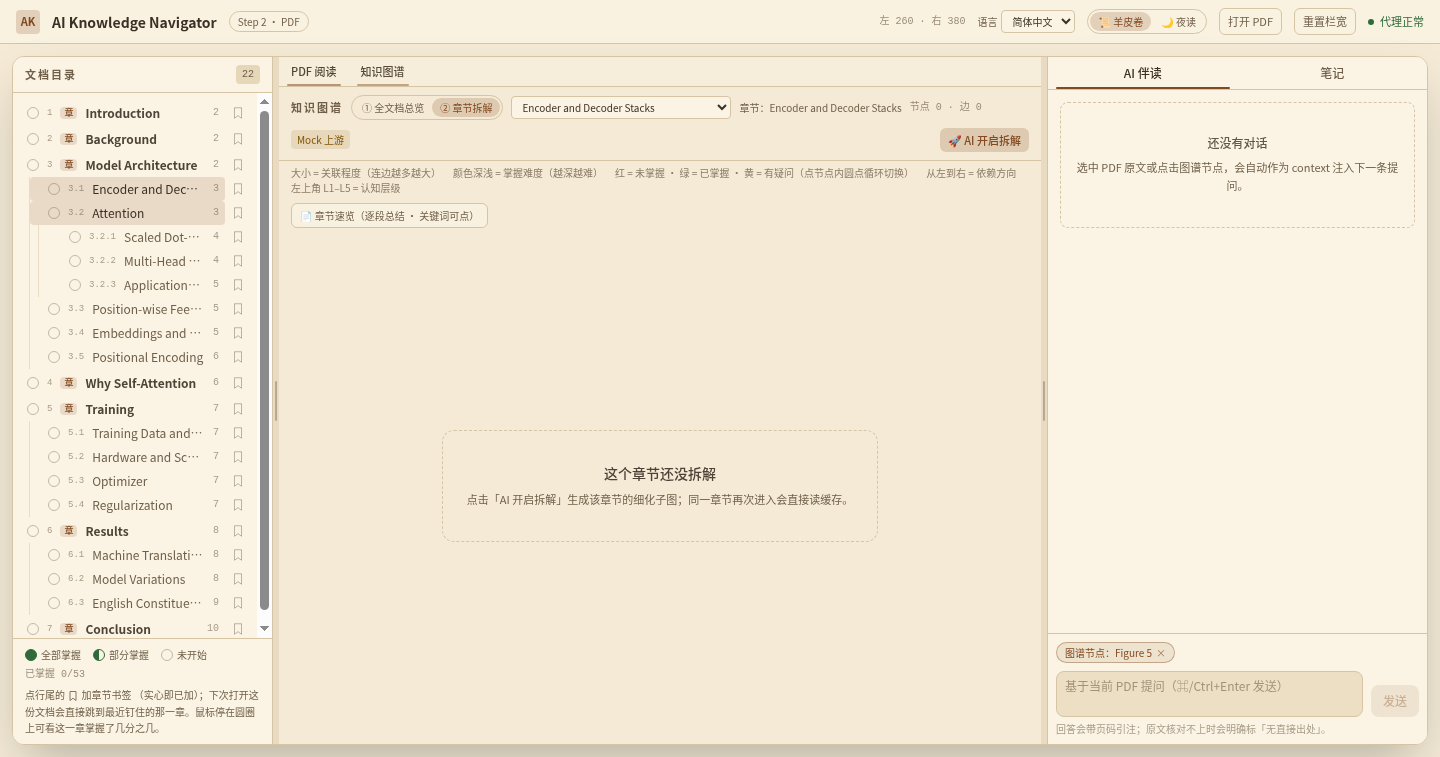 AK AI Knowledge Navigator Step 2 · PDF
左 260 · 右 380 语言 简体中文 📜 羊皮卷 🌙 夜读 打开 PDF 重置栏宽 代理正常
文档目录 22
1 章 Introduction 2
2 章 Background 2
3 章 Model Architecture 2
3.1 Encoder and Dec··· 3
3.2 Attention 3
3.2.1 Scaled Dot-··· 4
3.2.2 Multi-Head ··· 4
3.2.3 Application··· 5
3.3 Position-wise Fee··· 5
3.4 Embeddings and ··· 5
3.5 Positional Encoding 6
4 章 Why Self-Attention 6
5 章 Training 7
5.1 Training Data and··· 7
5.2 Hardware and Sc··· 7
5.3 Optimizer 7
5.4 Regularization 7
6 章 Results 8
6.1 Machine Translati··· 8
6.2 Model Variations 8
6.3 English Constitue··· 9
7 章 Conclusion 10
全部掌握 部分掌握 未开始
已掌握 0/53
点行尾的 口 加章节书签 （实心即已加）；下次打开这
份文档会直接跳到最近钉住的那一章。鼠标停在圆圈
上可看这一章掌握了几分之几。
PDF 阅读 知识图谱
知识图谱 ① 全文档总览 ② 章节拆解 Encoder and Decoder Stacks 章节：Encoder and Decoder Stacks 节点 0 · 边 0
Mock 上游 🚀 AI 开启拆解
大小 = 关联程度（连边越多越大） 颜色深浅 = 掌握难度（越深越难） 红 = 未掌握 · 绿 = 已掌握 · 黄 = 有疑问（点节点内圆点循环切换） 从左到右 = 依赖方向
左上角 L1–L5 = 认知层级
📄 章节速览（逐段总结 · 关键词可点）
这个章节还没拆解
点击「AI 开启拆解」生成该章节的细化子图；同一章节再次进入会直接读缓存。
AI 伴读 笔记
还没有对话
选中 PDF 原文或点击图谱节点，会自动作为 context 注入下一条提
问。
图谱节点：Figure 5 ×
基于当前 PDF 提问（⌘/Ctrl+Enter 发送）
发送
回答会带页码引注；原文核对不上时会明确标「无直接出处」。